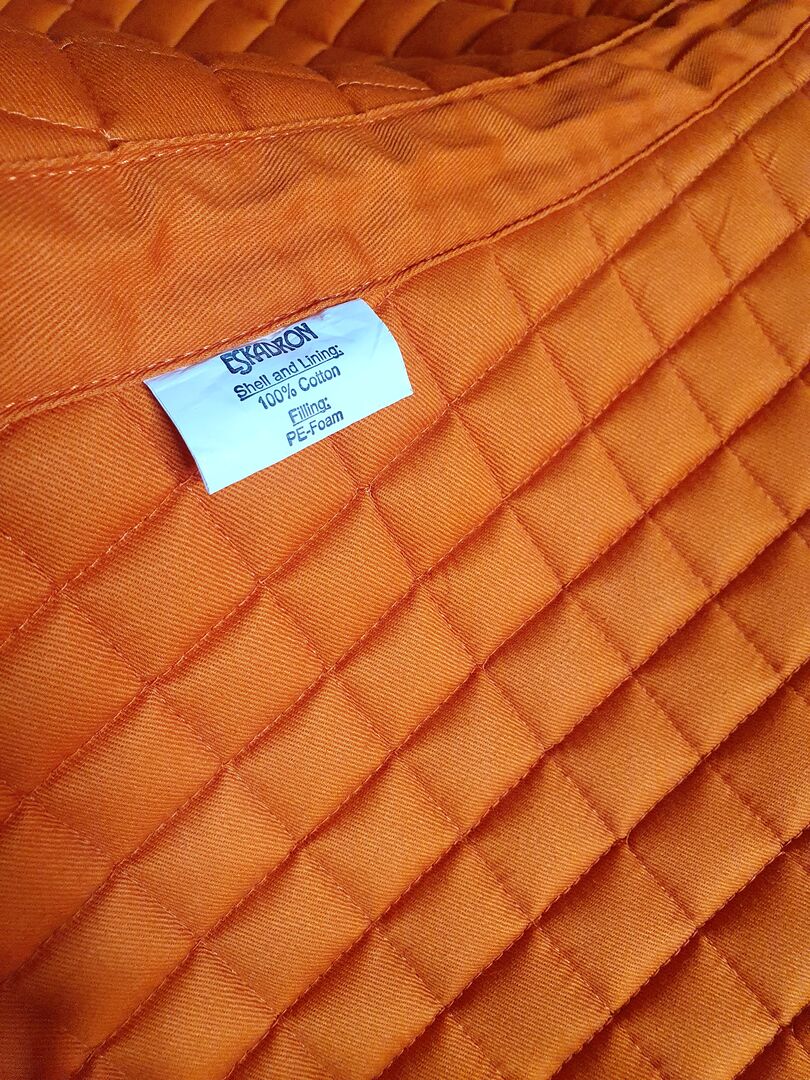 ESKADRON
Shell and Lining:
100% Cotton
Filling:
PE-Foam